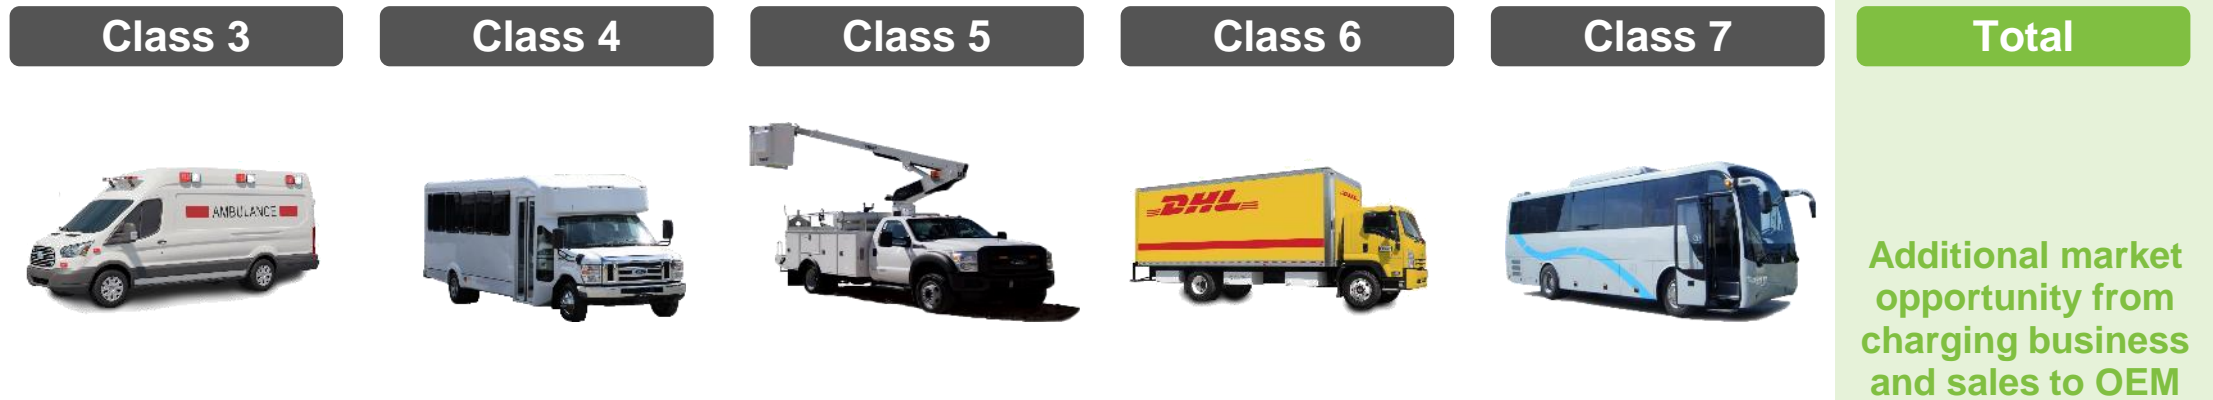 Class 3
Class 4
Class 5
Class 6
Class 7
Total
AMBULANCE
DHL
Additional market
opportunity from
charging business
and sales to OEM